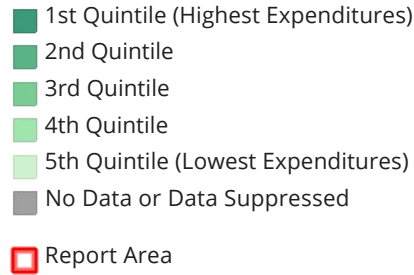 1st Quintile (Highest Expenditures)
2nd Quintile
3rd Quintile
4th Quintile
5th Quintile (Lowest Expenditures)
No Data or Data Suppressed
Report Area